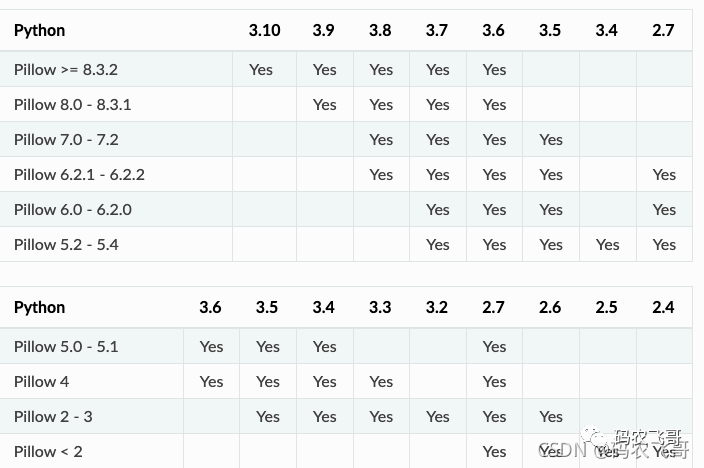 Python 3.10 3.9 3.8 3.7 3.6 3.5 3.4 2.7
Pillow >= 8.3.2 Yes Yes Yes Yes Yes
Pillow 8.0 - 8.3.1 Yes Yes Yes Yes
Pillow 7.0 - 7.2 Yes Yes Yes Yes
Pillow 6.2.1 - 6.2.2 Yes Yes Yes Yes Yes
Pillow 6.0 - 6.2.0 Yes Yes Yes Yes
Pillow 5.2 - 5.4 Yes Yes Yes Yes Yes
Python 3.6 3.5 3.4 3.3 3.2 2.7 2.6 2.5 2.4
Pillow 5.0 - 5.1 Yes Yes Yes Yes
Pillow 4 Yes Yes Yes Yes Yes
Pillow 2 - 3 Yes Yes Yes Yes Yes Yes
码农飞哥
Pillow < 2 Yes Yes Yes Yes
CSDN @码农飞哥